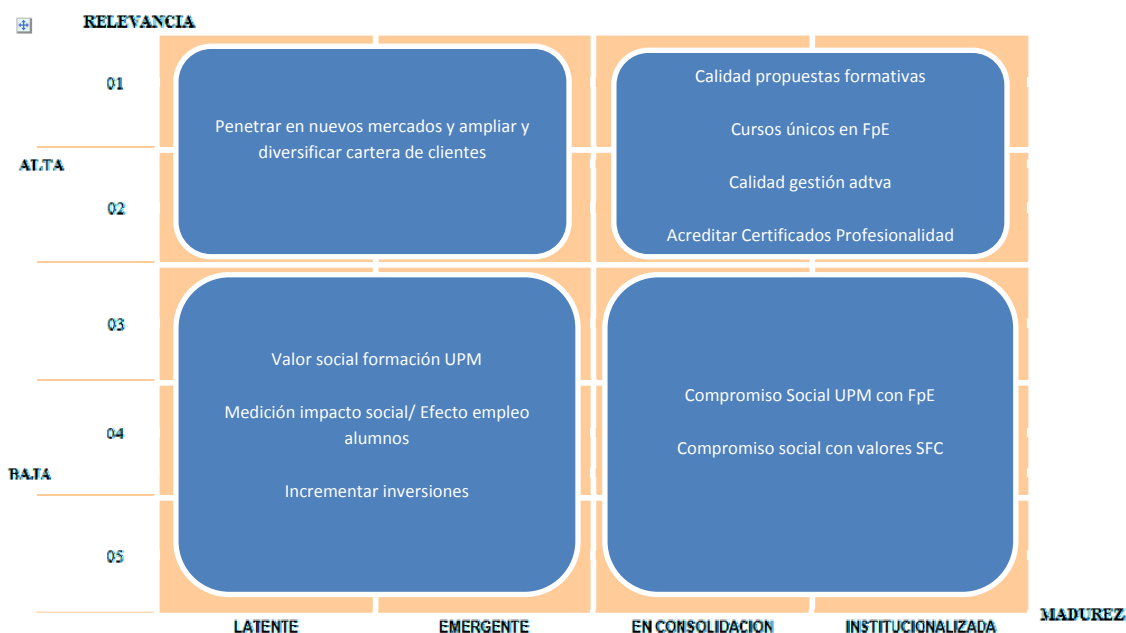 RELEVANCIA
01
ALTA
02
03
04
BAJA
05
Penetrar en nuevos mercados y ampliar y
diversificar cartera de clientes
Calidad propuestas formativas
Cursos únicos en FpE
Calidad gestión adtva
Acreditar Certificados Profesionalidad
Valor social formación UPM
Medición impacto social/ Efecto empleo
alumnos
Incrementar inversiones
Compromiso Social UPM con FpE
Compromiso social con valores SFC
LATENTE
EMERGENTE
EN CONSOLIDACION
INSTITUCIONALIZADA
MADUREZ